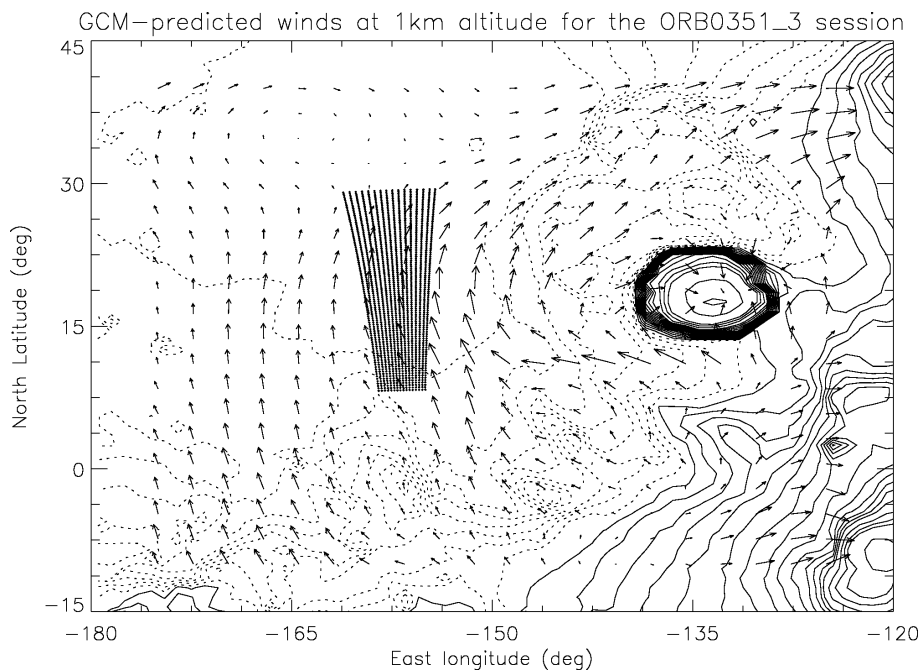 GCM-predicted winds at 1km altitude for the ORB0351_3 session
45
30
15
0
-15
North Latitude (deg)
-180 -165 -150 -135 -120
East longitude (deg)